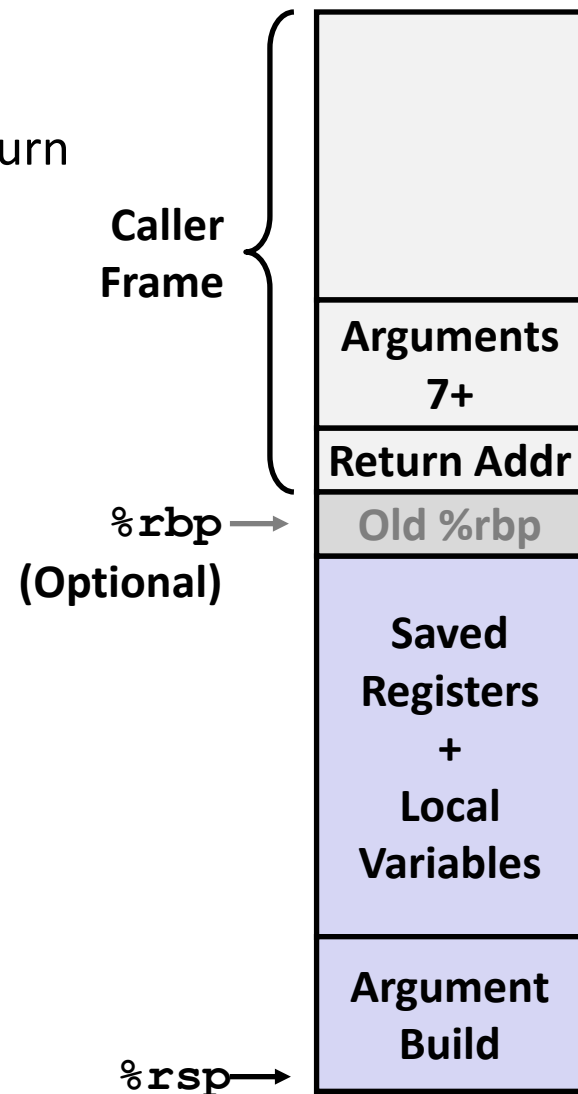 urn
Caller
Frame
Arguments
7+
Return Addr
%rbp
Old %rbp
(Optional)
Saved
Registers
+
Local
Variables
Argument
Build
%rsp